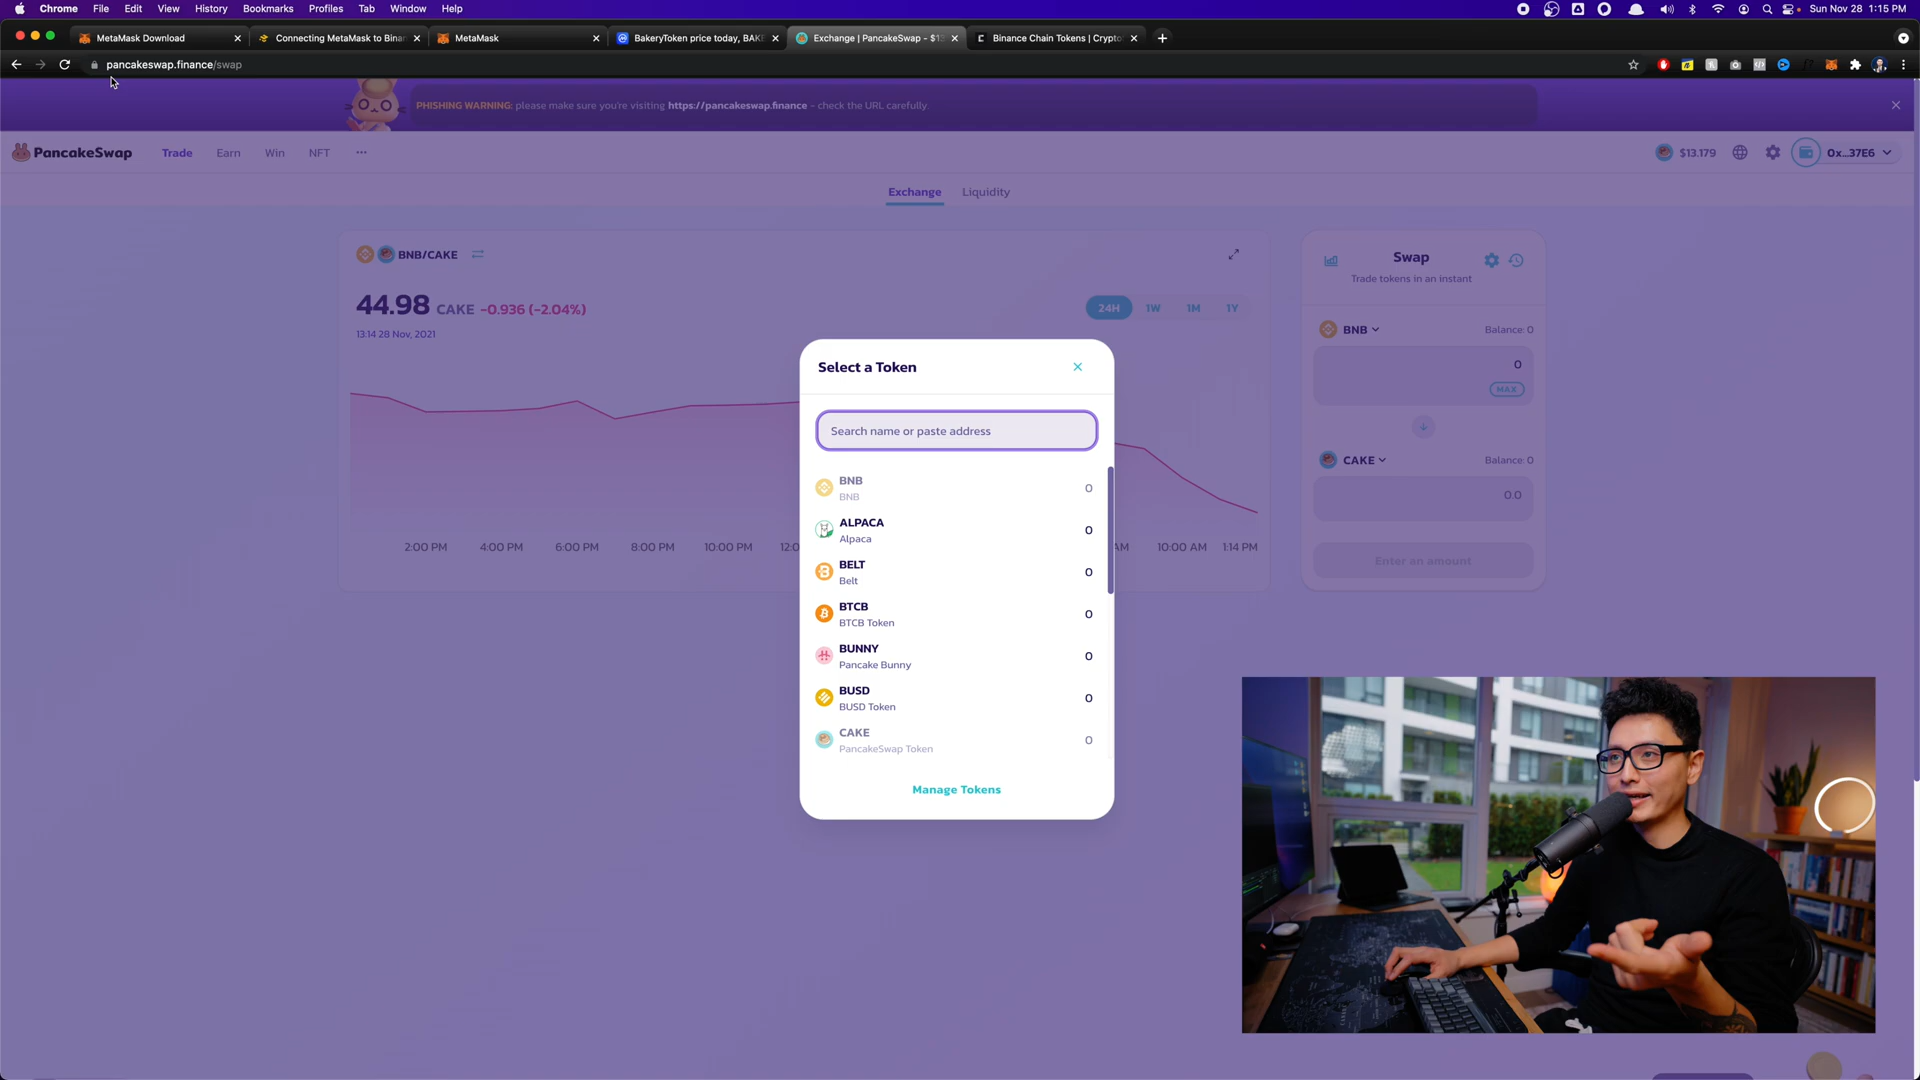 Chrome File Edit View History Bookmarks Profiles Tab Window Help Sun Nov 28 1:15 PM
MetaMask Download Connecting MetaMask to Binar MetaMask BakeryToken price today, BAKE Exchange | PancakeSwap - $13 Binance Chain Tokens | Crypto
pancakeswap.finance/swap
PHISHING WARNING: please make sure you're visiting https://pancakeswap.finance - check the URL carefully.
PancakeSwap Trade Earn Win NFT ... $13.179 0x...37E6
Exchange Liquidity
BNB/CAKE
44.98 CAKE -0.936 (-2.04%)
13:14 28 Nov, 2021
24H 1W 1M 1Y
2:00 PM 4:00 PM 6:00 PM 8:00 PM 10:00 PM 12:0 AM 10:00 AM 1:14 PM
Select a Token
Search name or paste address
BNB
BNB
0
ALPACA
Alpaca
0
BELT
Belt
0
BTCB
BTCB Token
0
BUNNY
Pancake Bunny
0
BUSD
BUSD Token
0
CAKE
PancakeSwap Token
0
Manage Tokens
Swap
Trade tokens in an instant
BNB Balance: 0
0
MAX
CAKE Balance: 0
0.0
Enter an amount